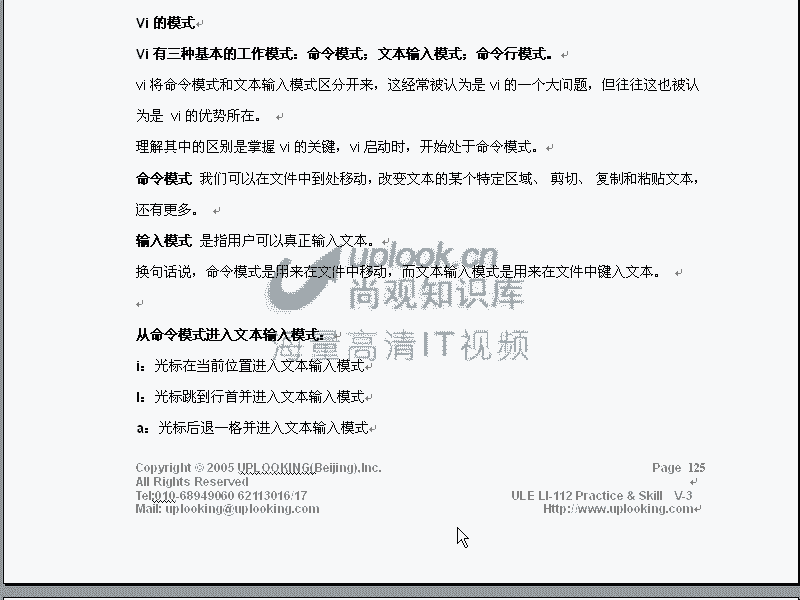 Vi 的模式
Vi 有三种基本的工作模式：命令模式；文本输入模式；命令行模式。
vi 将命令模式和文本输入模式区分开来，这经常被认为是 vi 的一个大问题，但往往这也被认
为是 vi 的优势所在。
理解其中的区别是掌握 vi 的关键，vi 启动时，开始处于命令模式。
命令模式 我们可以在文件中到处移动，改变文本的某个特定区域、 剪切、 复制和粘贴文本，
还有更多。
输入模式 是指用户可以真正输入文本。
uplook.cn
换句话说，命令模式是用来在文件中移动，而文本输入模式是用来在文件中键入文本。
尚观知识库
从命令模式进入文本输入模式：
海量高清IT视频
i：光标在当前位置进入文本输入模式
I：光标跳到行首并进入文本输入模式
a：光标后退一格并进入文本输入模式
Copyright © 2005 UPLOOKING(Beijing),Inc. Page 125
All Rights Reserved
Tel:010-68949060 62113016/17 ULE LI-112 Practice & Skill V-3
Mail: uplooking@uplooking.com Http://www.uplooking.com